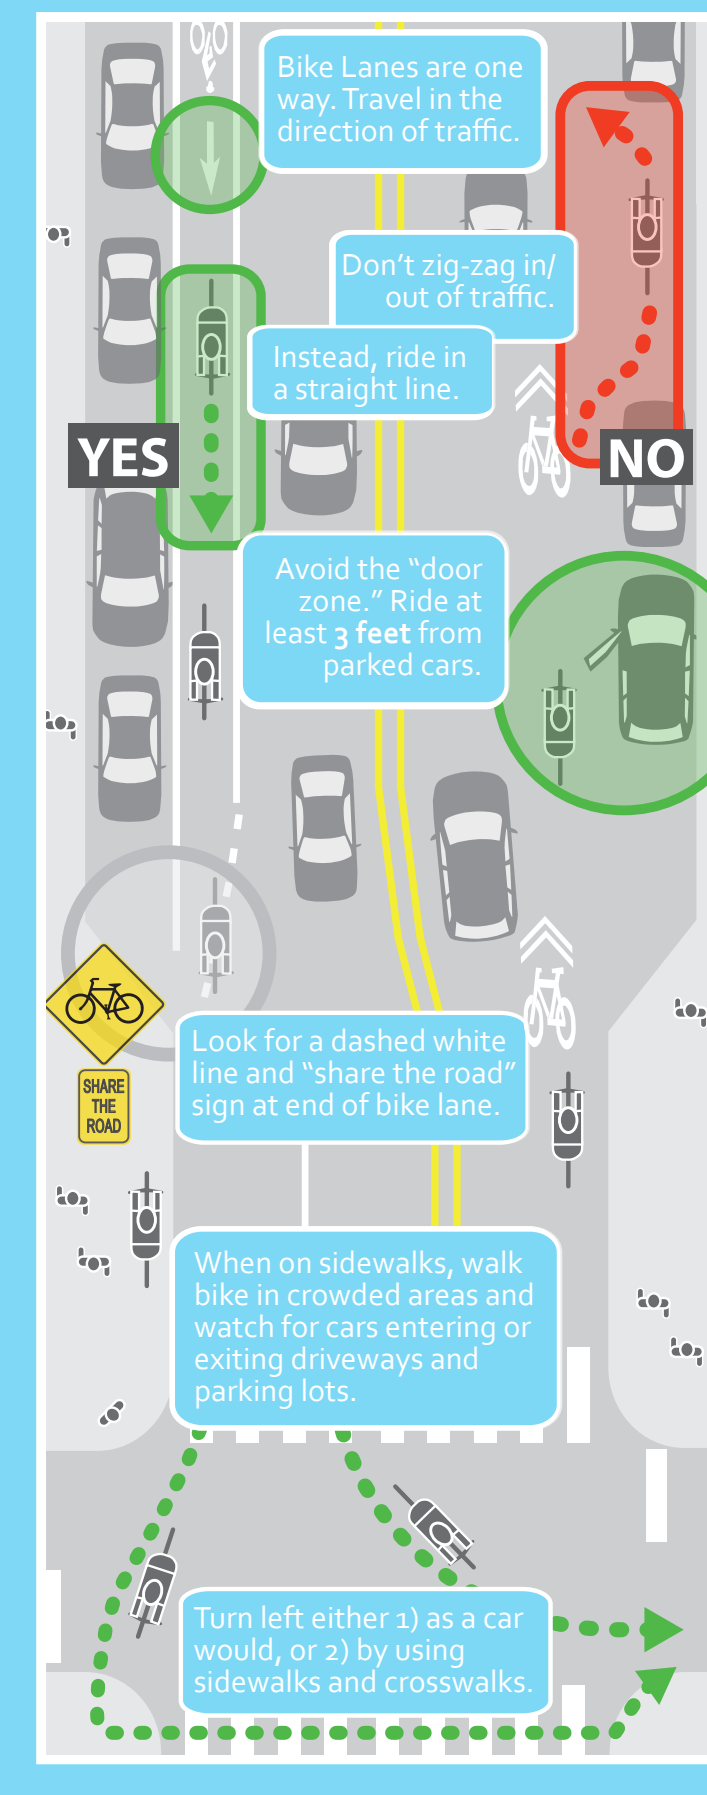 Bike Lanes are one
way. Travel in the
direction of traffic.
Don't zig-zag in/
out of traffic.
Instead, ride in
a straight line.
YES
NO
Avoid the “door
zone.” Ride at
least 3 feet from
parked cars.
Look for a dashed white
line and “share the road”
sign at end of bike lane.
SHARE
THE
ROAD
When on sidewalks, walk
bike in crowded areas and
watch for cars entering or
exiting driveways and
parking lots.
Turn left either 1) as a car
would, or 2) by using
sidewalks and crosswalks.